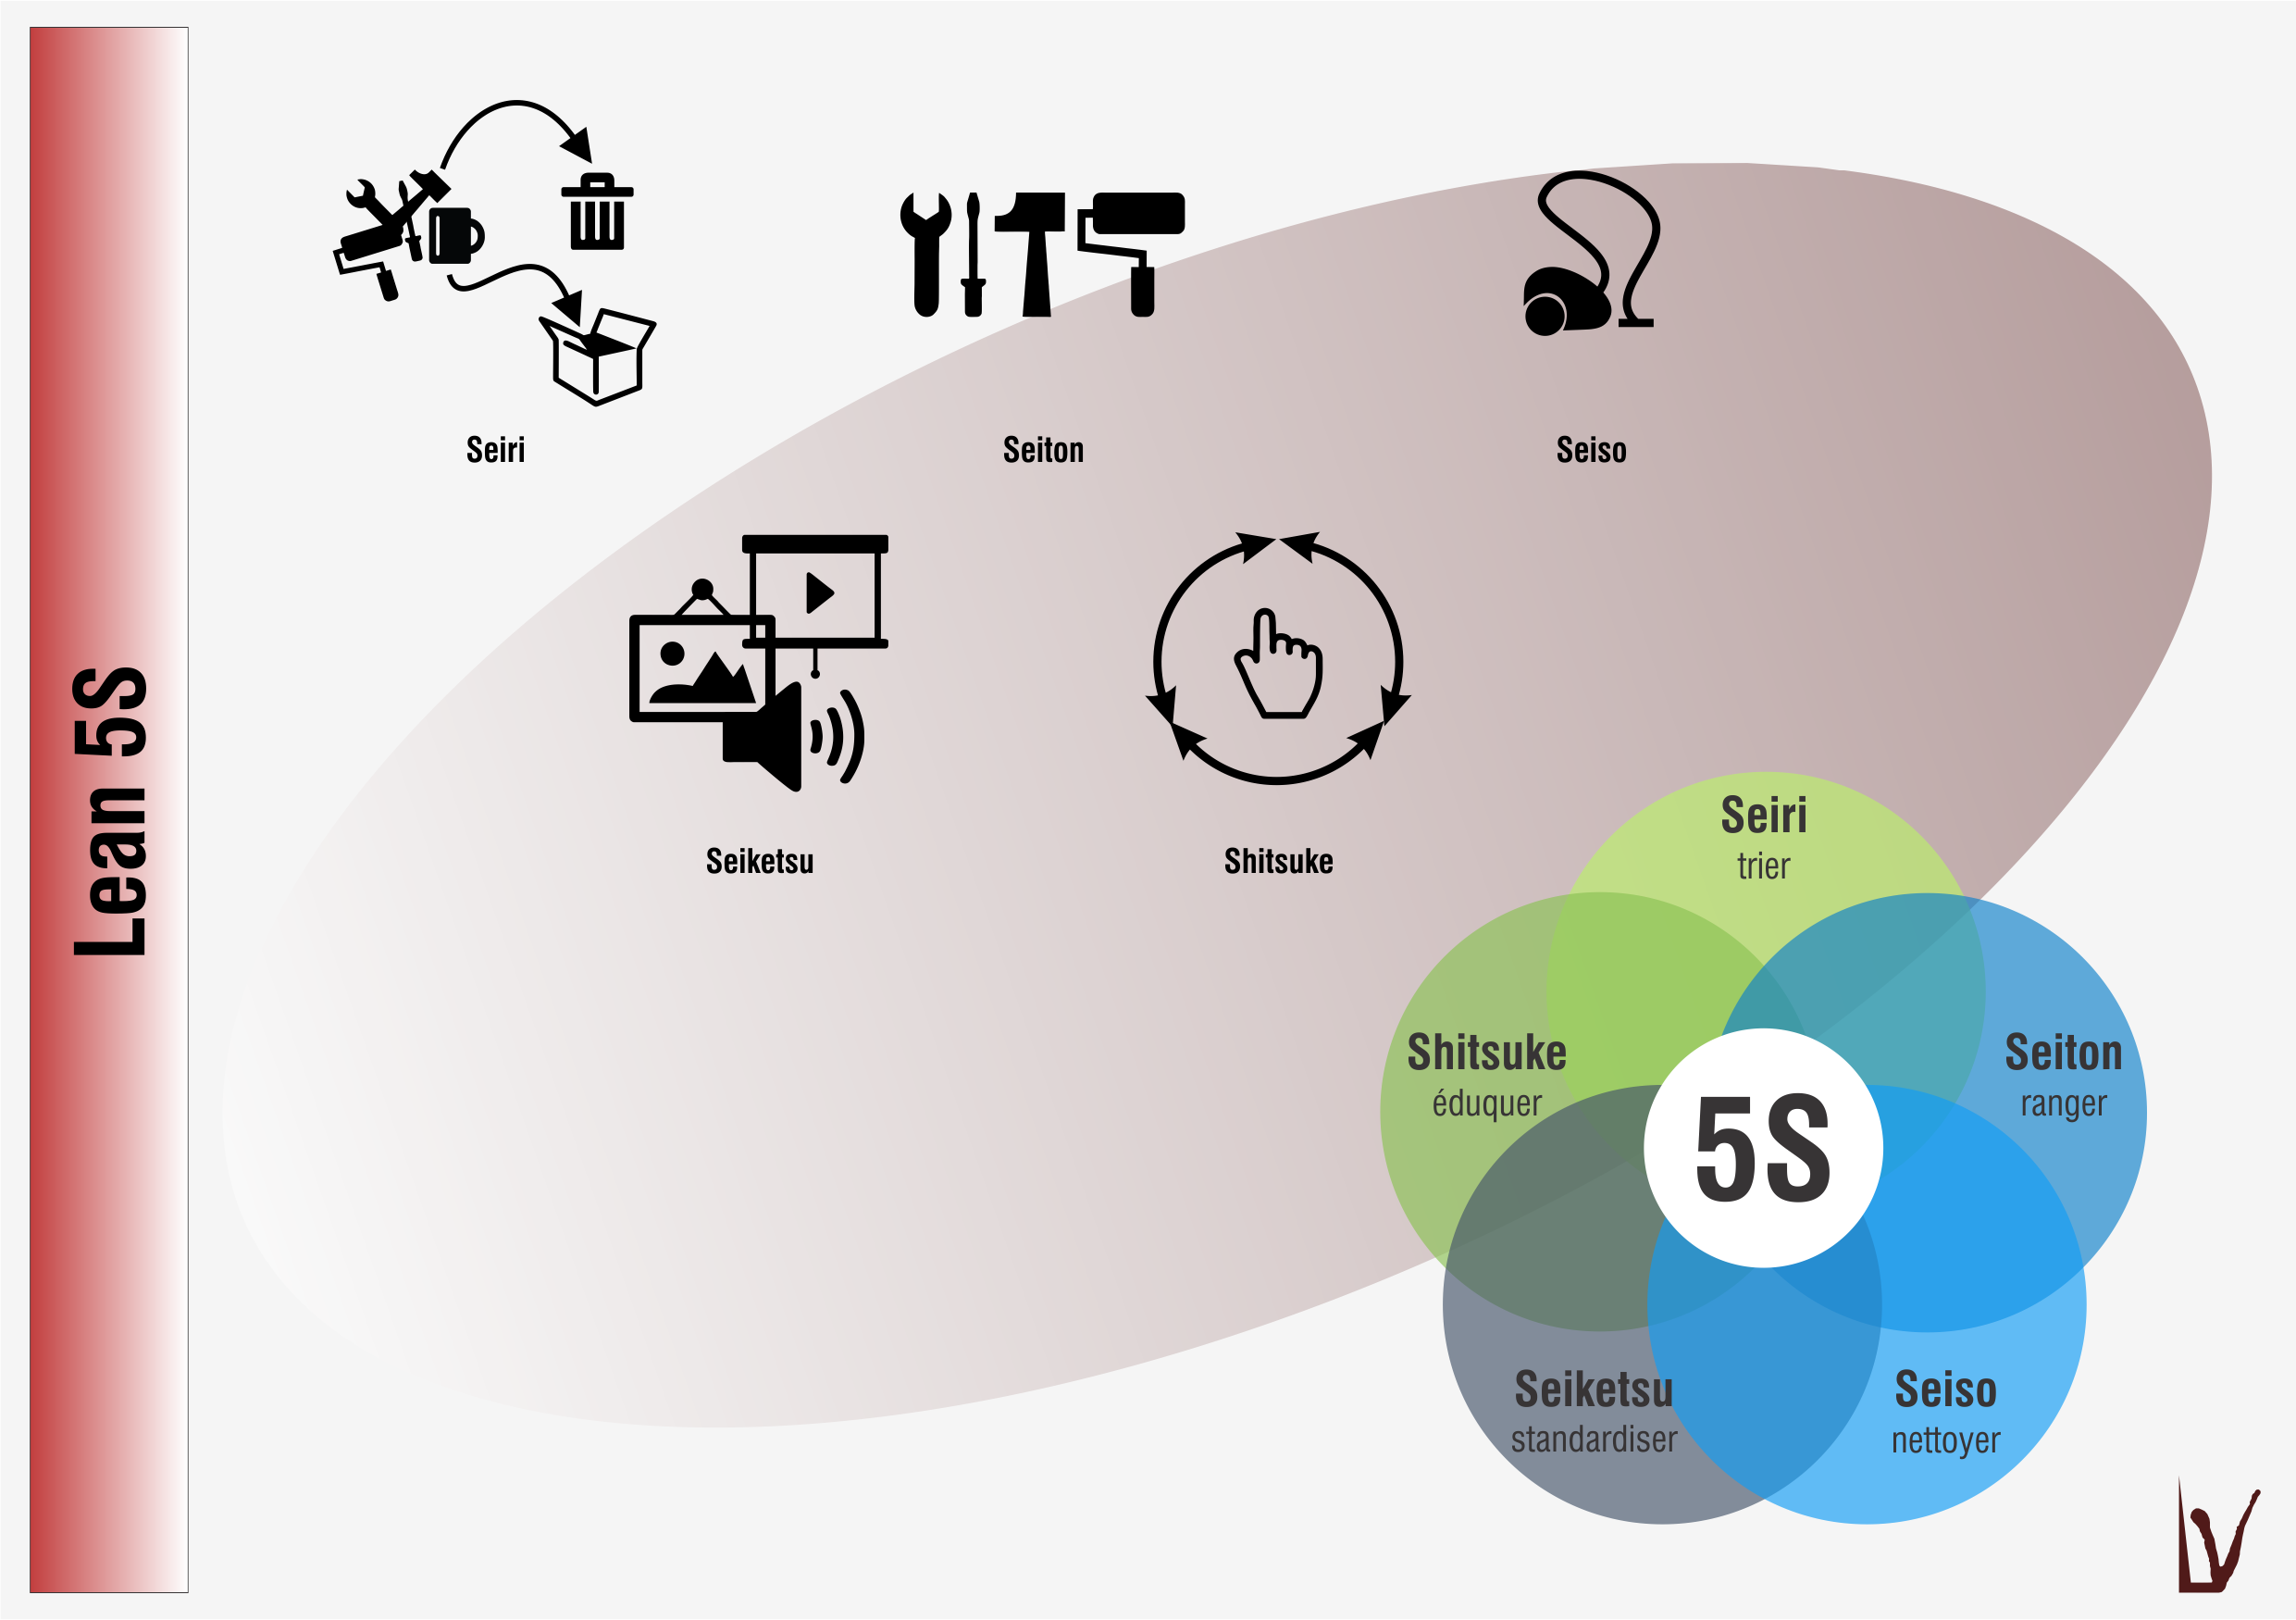 Lean 5S
Seiri
Seiton
Seiso
Seiketsu
Shitsuke
Seiri
trier
Shitsuke
éduquer
Seiton
ranger
5S
Seiketsu
standardiser
Seiso
nettoyer